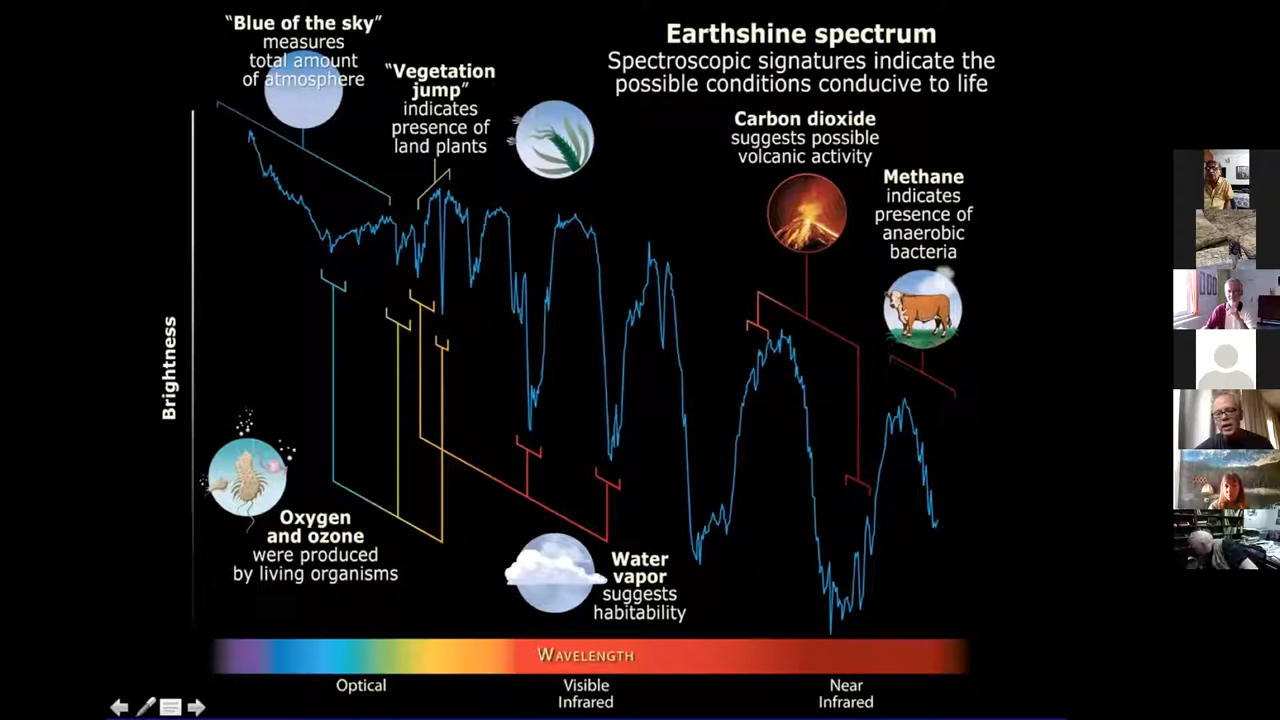 "Blue of the sky"
measures
total amount
of atmosphere
"Vegetation
jump"
indicates
presence of
land plants
Earthshine spectrum
Spectroscopic signatures indicate the
possible conditions conducive to life
Carbon dioxide
suggests possible
volcanic activity
Methane
indicates
presence of
anaerobic
bacteria
Brightness
Oxygen
and ozone
were produced
by living organisms
Water
vapor
suggests
habitability
WAVELENGTH
Optical
Visible
Infrared
Near
Infrared